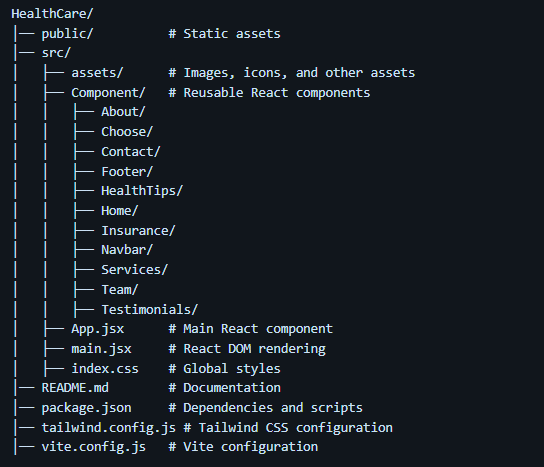 HealthCare/
│── public/          # Static assets
│── src/
│   ├── assets/      # Images, icons, and other assets
│   ├── Component/   # Reusable React components
│   │   ├── About/
│   │   ├── Choose/
│   │   ├── Contact/
│   │   ├── Footer/
│   │   ├── HealthTips/
│   │   ├── Home/
│   │   ├── Insurance/
│   │   ├── Navbar/
│   │   ├── Services/
│   │   ├── Team/
│   │   ├── Testimonials/
│   ├── App.jsx      # Main React component
│   ├── main.jsx     # React DOM rendering
│   ├── index.css    # Global styles
│── README.md        # Documentation
│── package.json     # Dependencies and scripts
│── tailwind.config.js # Tailwind CSS configuration
│── vite.config.js   # Vite configuration